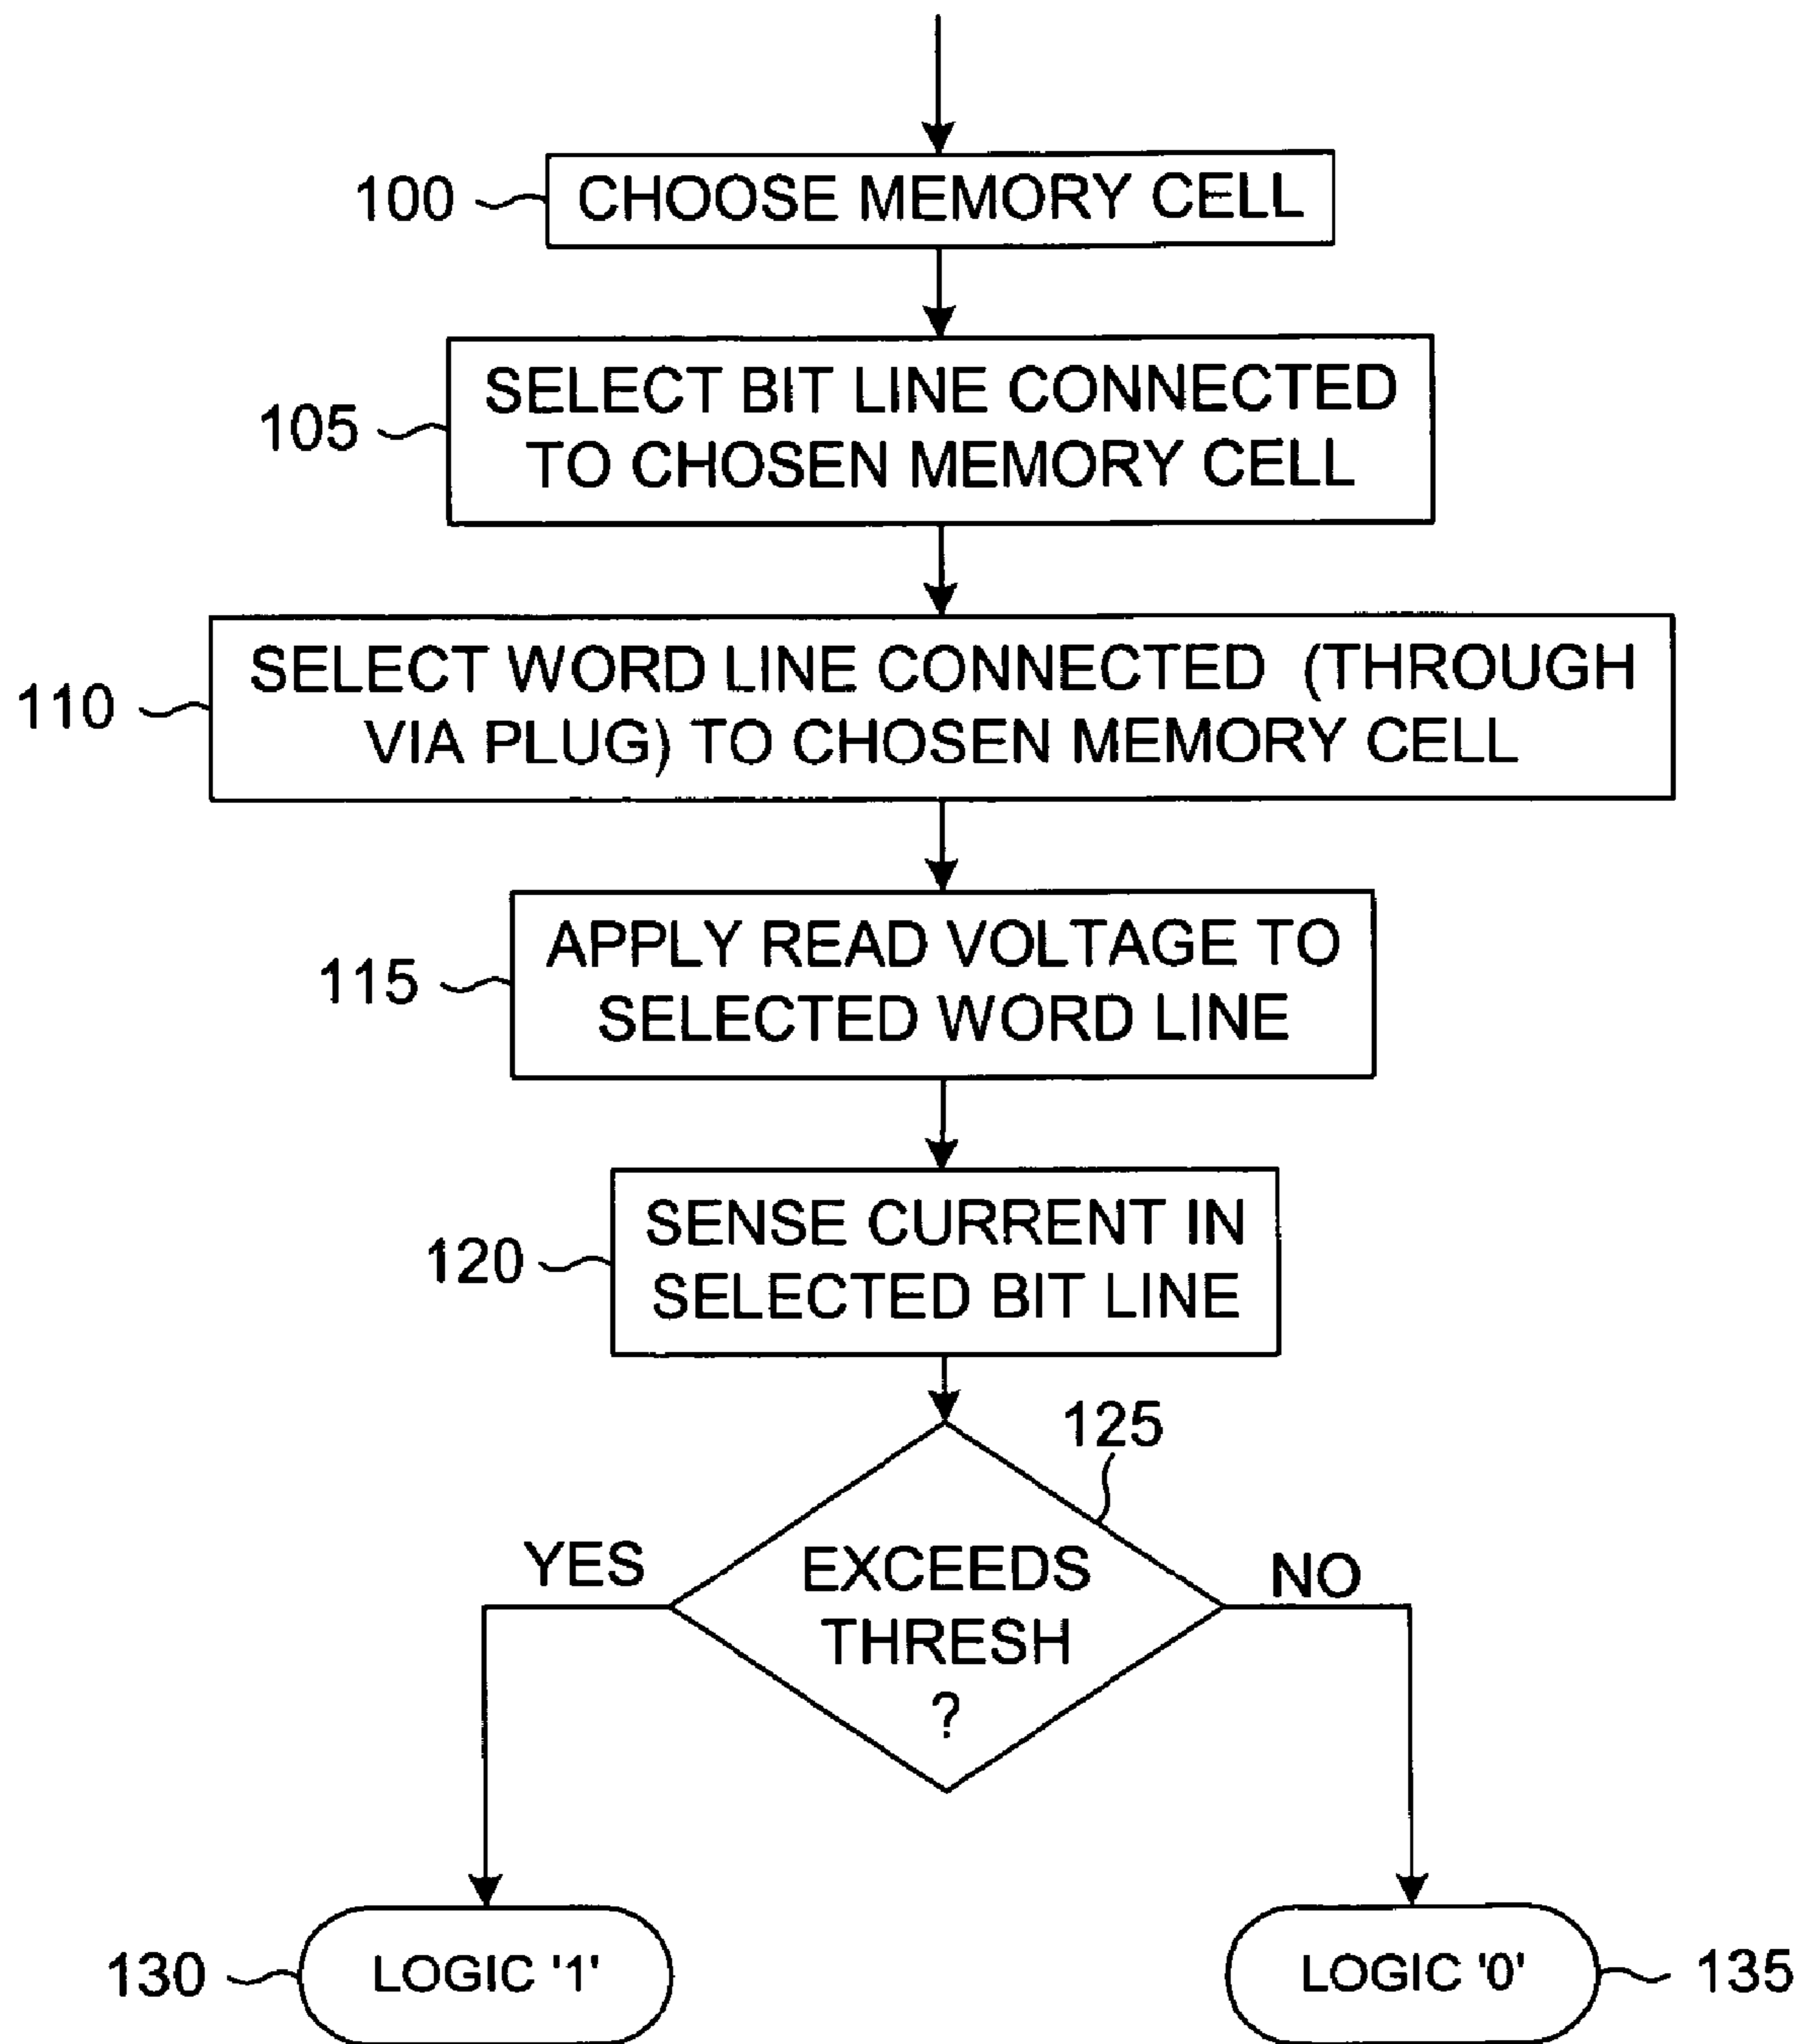 100
CHOOSE MEMORY CELL
105
SELECT BIT LINE CONNECTED
TO CHOSEN MEMORY CELL
110
SELECT WORD LINE CONNECTED (THROUGH
VIA PLUG) TO CHOSEN MEMORY CELL
115
APPLY READ VOLTAGE TO
SELECTED WORD LINE
120
SENSE CURRENT IN
SELECTED BIT LINE
125
YES
EXCEEDS
THRESH
?
NO
130
LOGIC '1'
LOGIC '0'
135